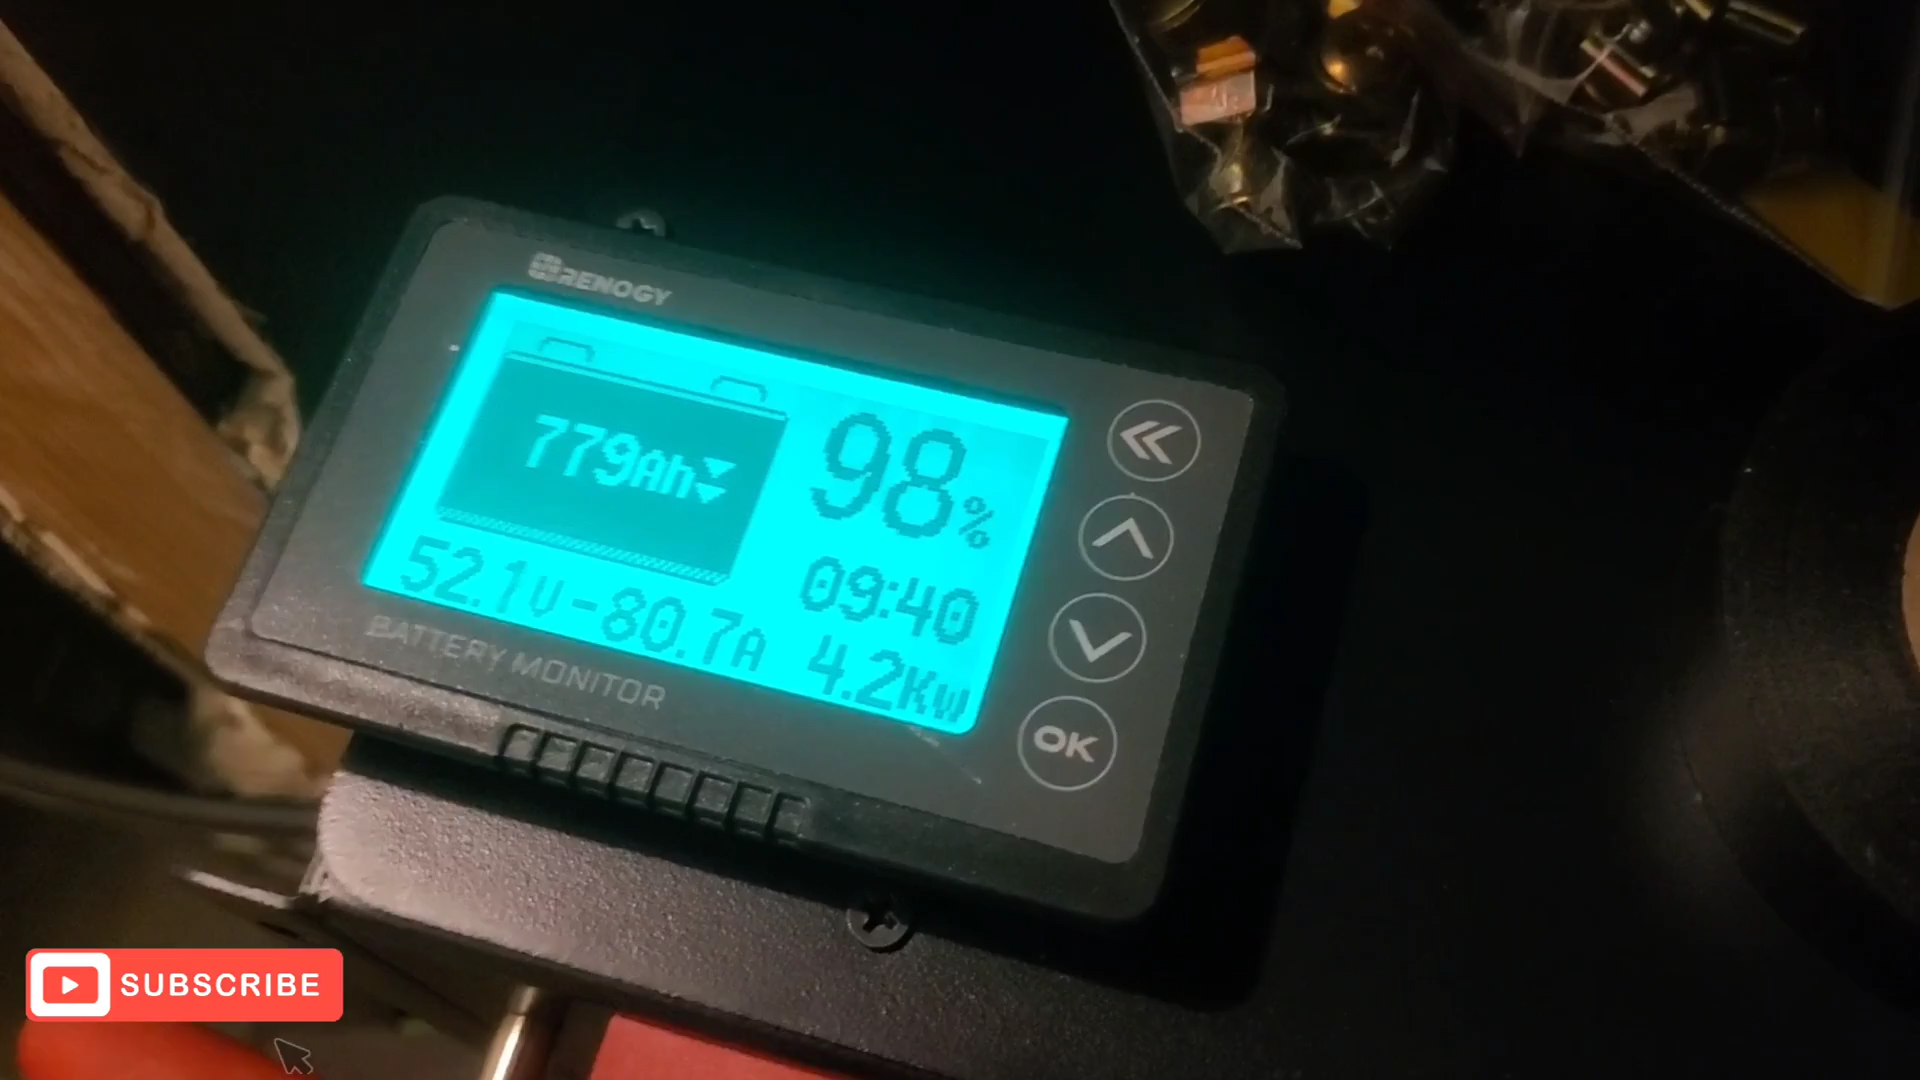 RENOGY
779Ah
98%
09:40
52.1V-80.7A
4.2Kw
BATTERY MONITOR
OK
SUBSCRIBE